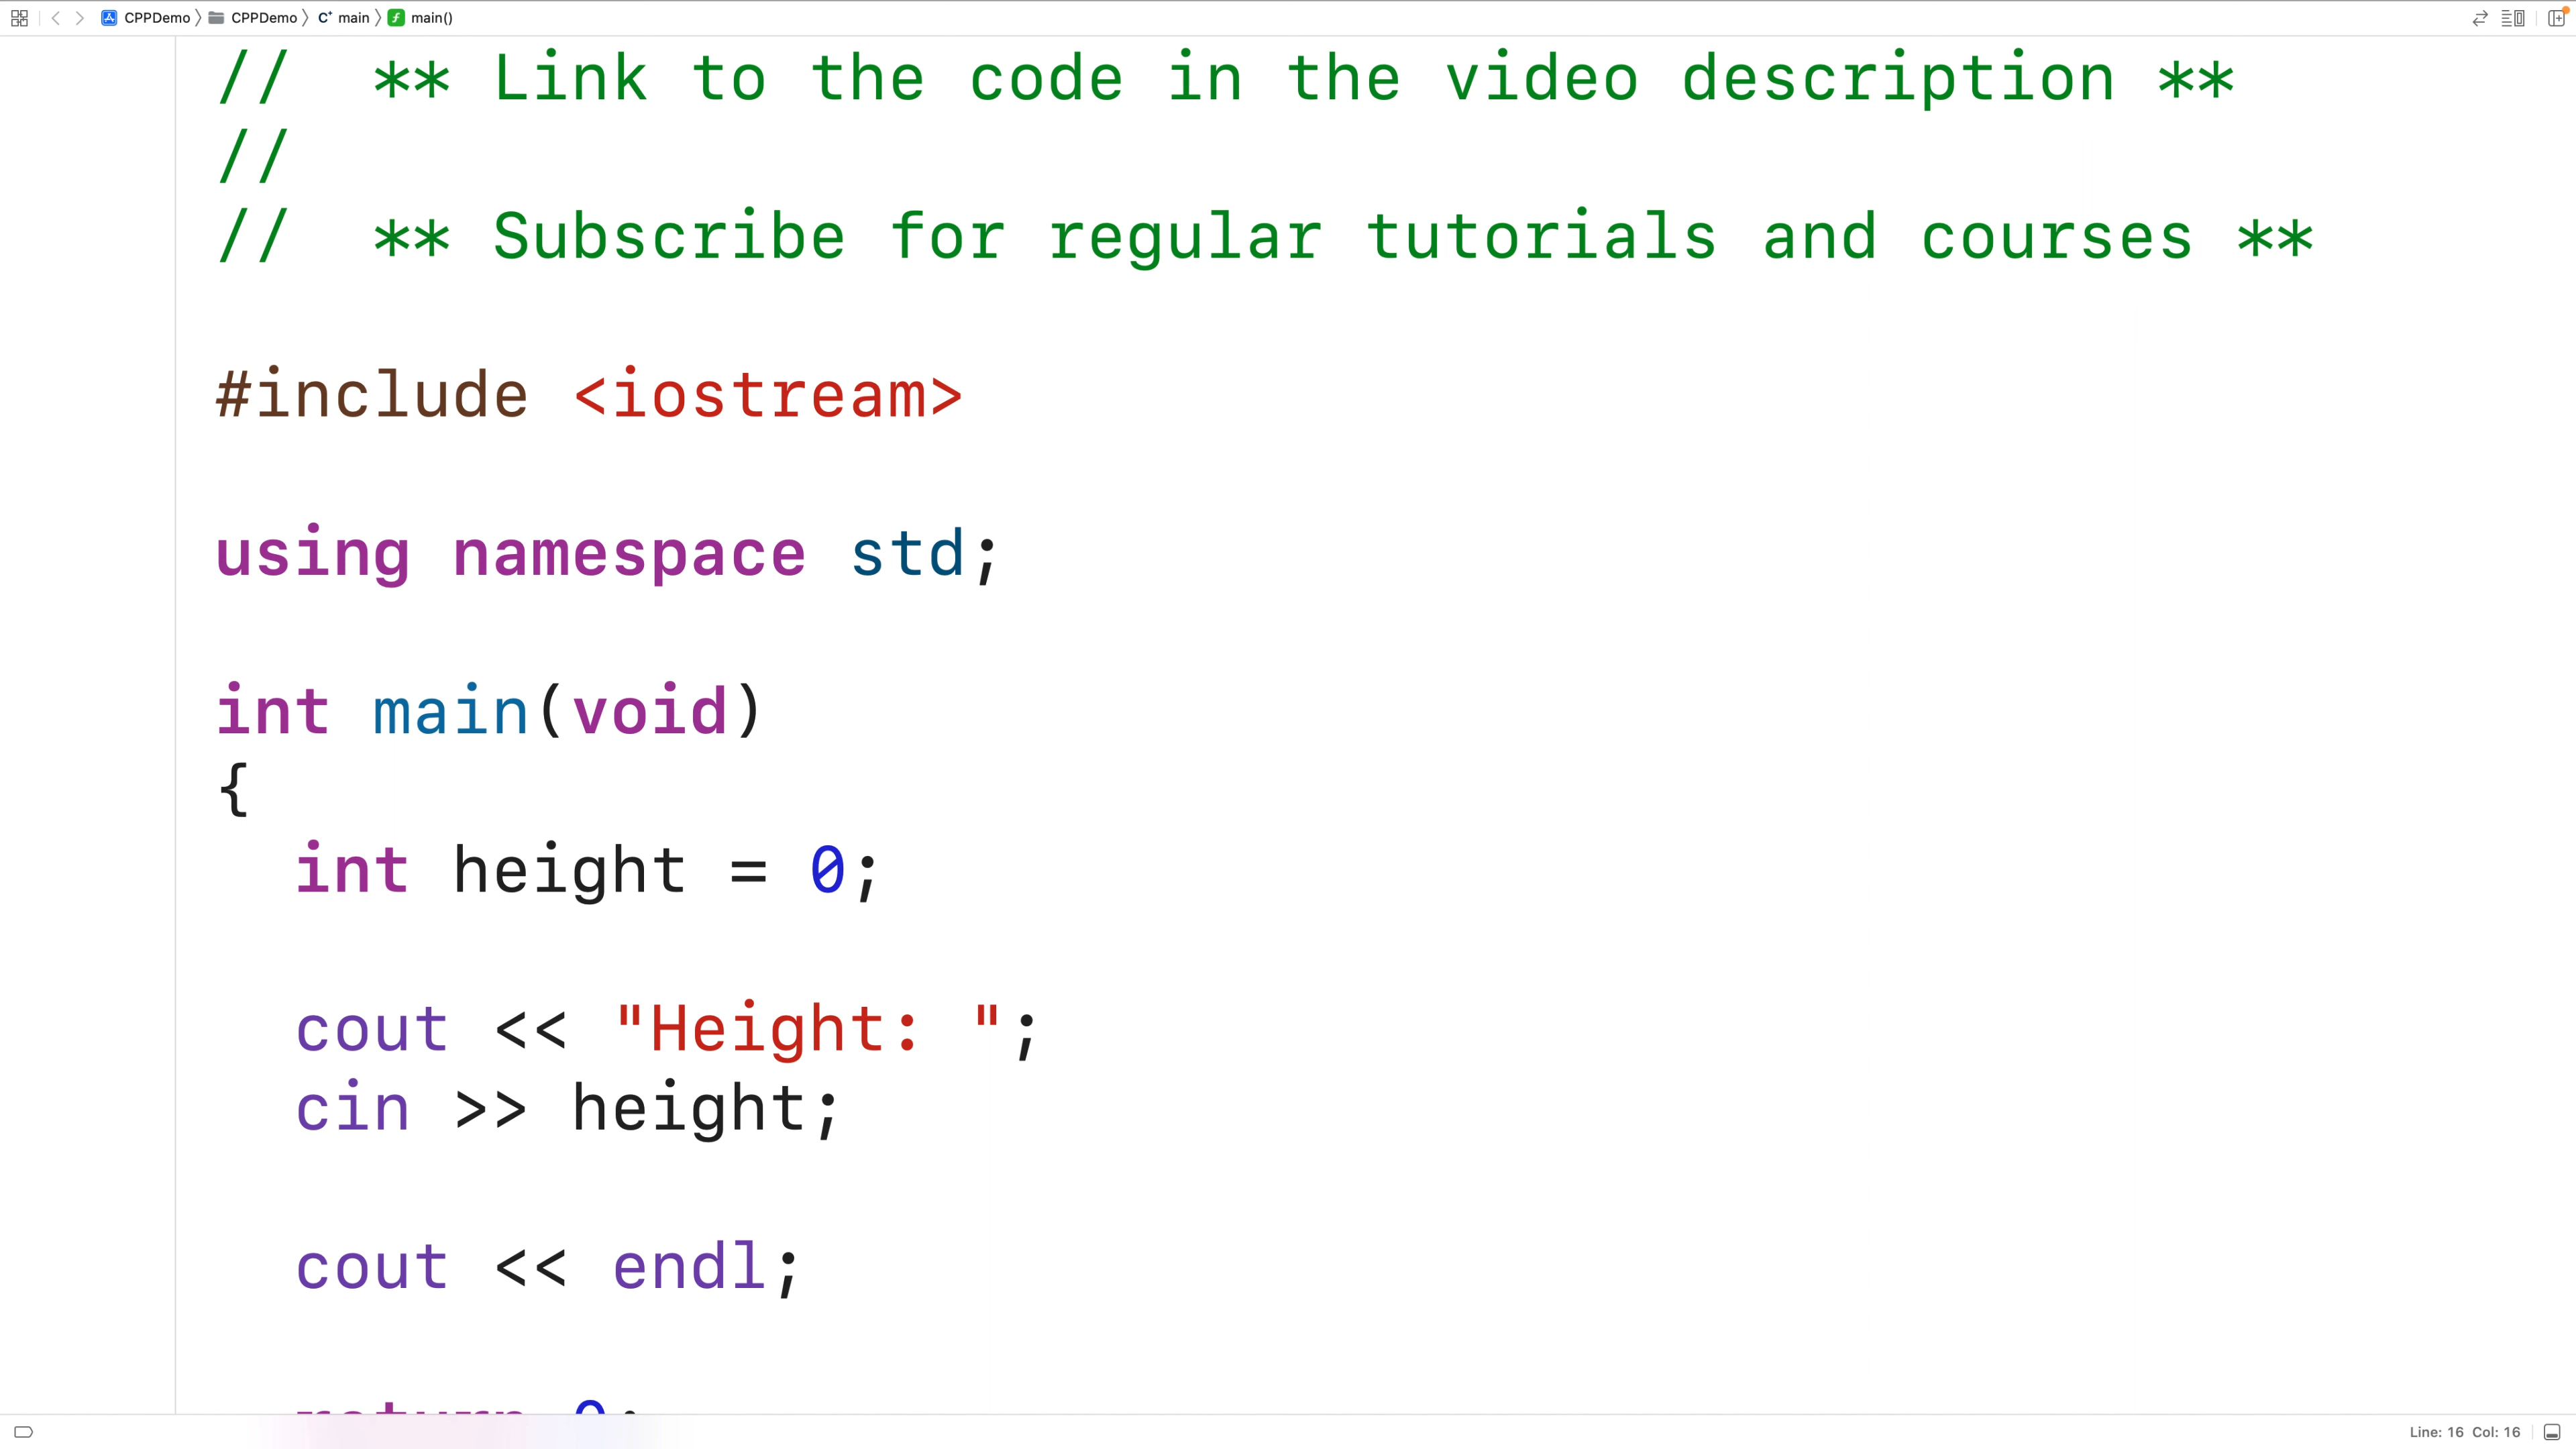 CPPDemo 〉 CPPDemo 〉 C+ main 〉 f main()
//  ** Link to the code in the video description **
//
//  ** Subscribe for regular tutorials and courses **
#include <iostream>
using namespace std;
int main(void)
{
  int height = 0;
  cout << "Height: ";
  cin >> height;
  cout << endl;
  return 0;
Line: 16  Col: 16